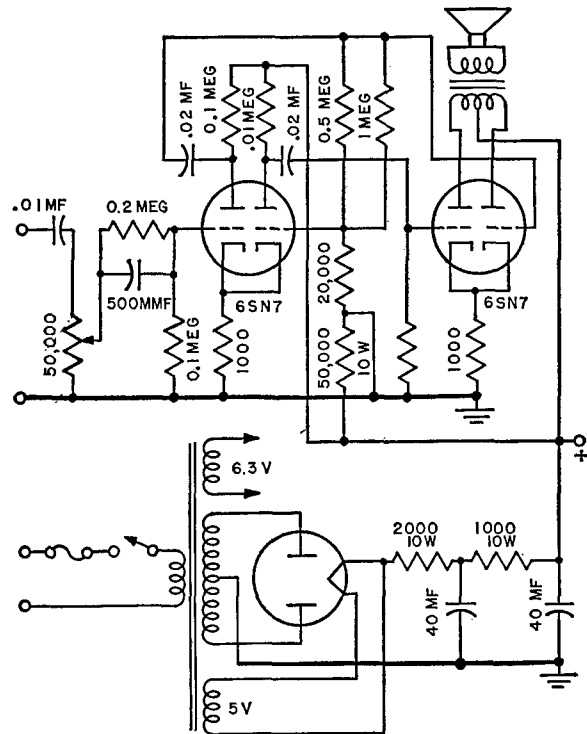 .02 MF
0.1 MEG
.01 MEG
.02 MF
0.5 MEG
1 MEG
.01 MF
0.2 MEG
500 MMF
50,000
0.1 MEG
6SN7
1000
20,000
50,000
10 W
6SN7
1000
+
6.3 V
2000
10W
1000
10W
40 MF
40 MF
5 V